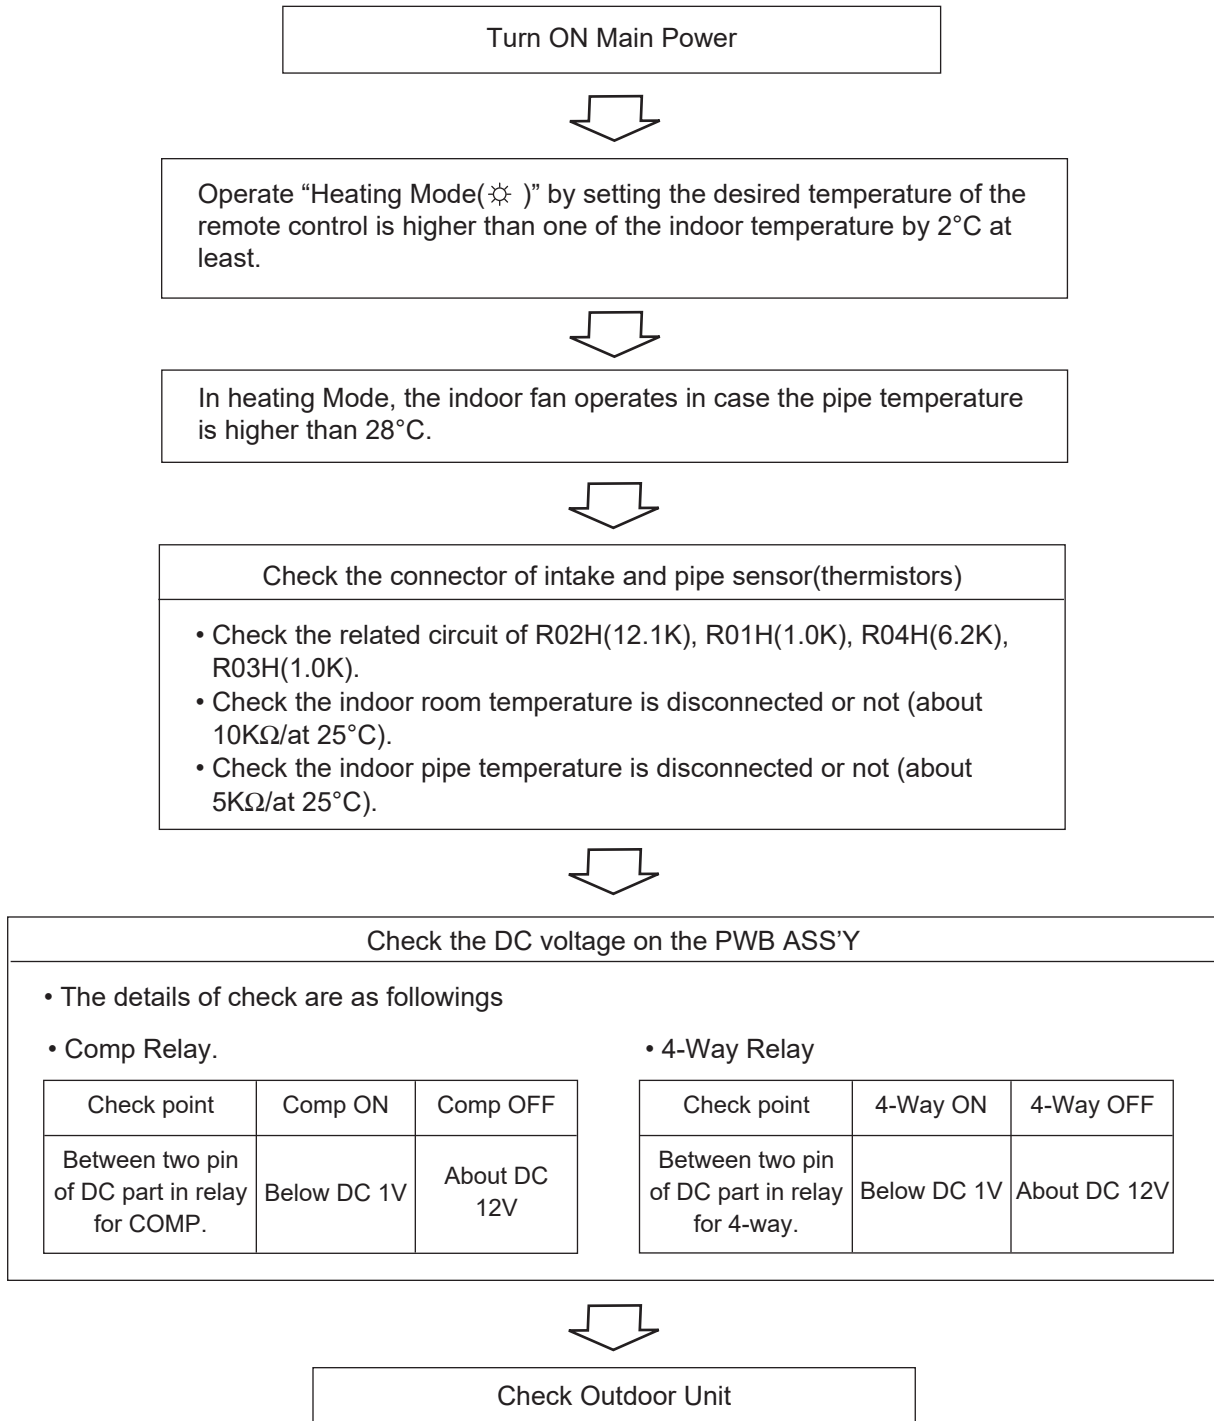 Turn ON Main Power
Operate “Heating Mode(☼ )” by setting the desired temperature of the
remote control is higher than one of the indoor temperature by 2°C at
least.
In heating Mode, the indoor fan operates in case the pipe temperature
is higher than 28°C.
Check the connector of intake and pipe sensor(thermistors)
• Check the related circuit of R02H(12.1K), R01H(1.0K), R04H(6.2K),
R03H(1.0K).
• Check the indoor room temperature is disconnected or not (about
10KΩ/at 25°C).
• Check the indoor pipe temperature is disconnected or not (about
5KΩ/at 25°C).
Check the DC voltage on the PWB ASS’Y
• The details of check are as followings
• Comp Relay.
Check point Comp ON Comp OFF
Between two pin
of DC part in relay
for COMP.
Below DC 1V
About DC
12V
• 4-Way Relay
Check point 4-Way ON 4-Way OFF
Between two pin
of DC part in relay
for 4-way.
Below DC 1V
About DC 12V
Check Outdoor Unit